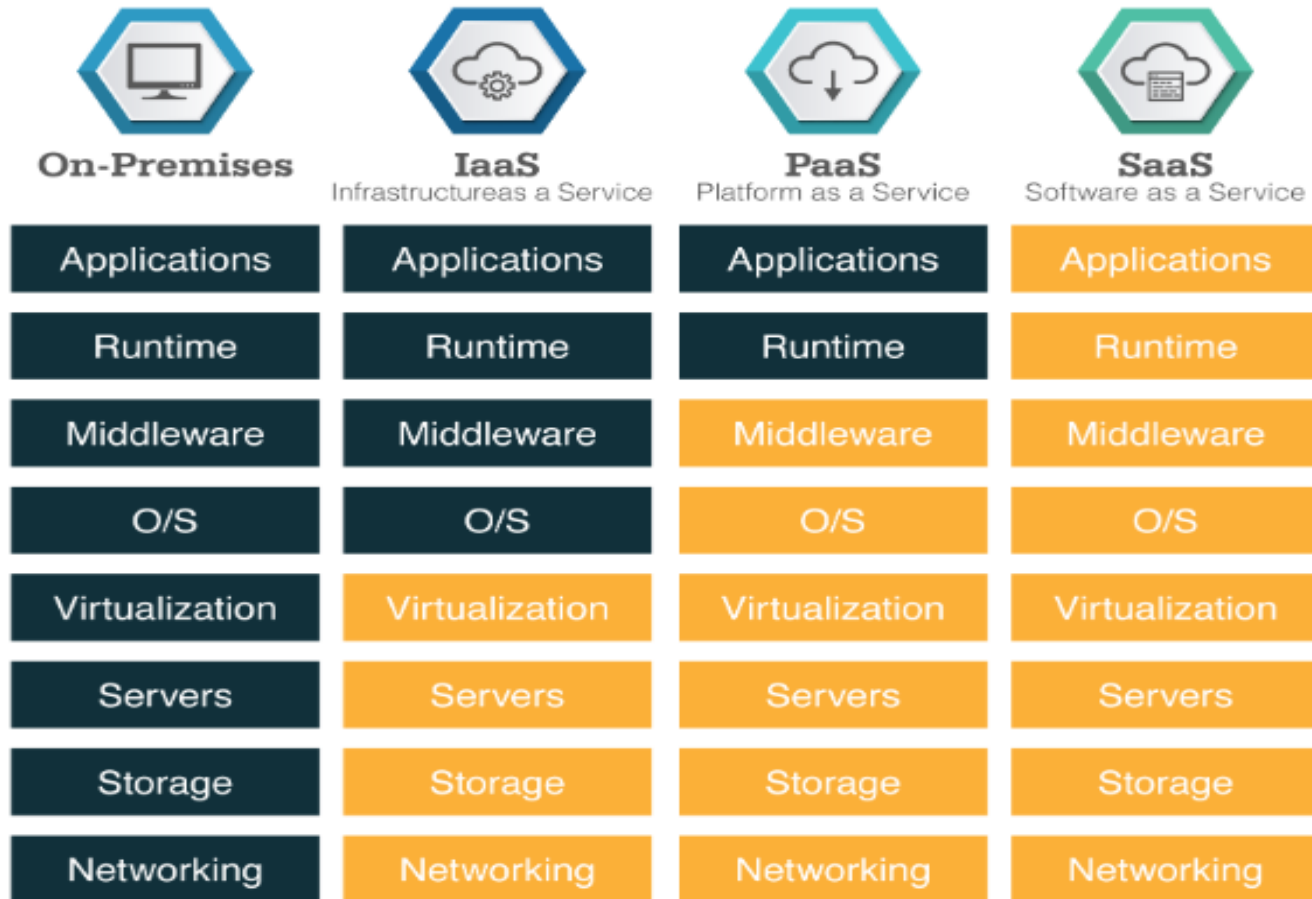 On-Premises
IaaS
Infrastructureas a Service
PaaS
Platform as a Service
SaaS
Software as a Service
Applications Applications Applications Applications
Runtime Runtime Runtime Runtime
Middleware Middleware Middleware Middleware
O/S O/S O/S O/S
Virtualization Virtualization Virtualization Virtualization
Servers Servers Servers Servers
Storage Storage Storage Storage
Networking Networking Networking Networking